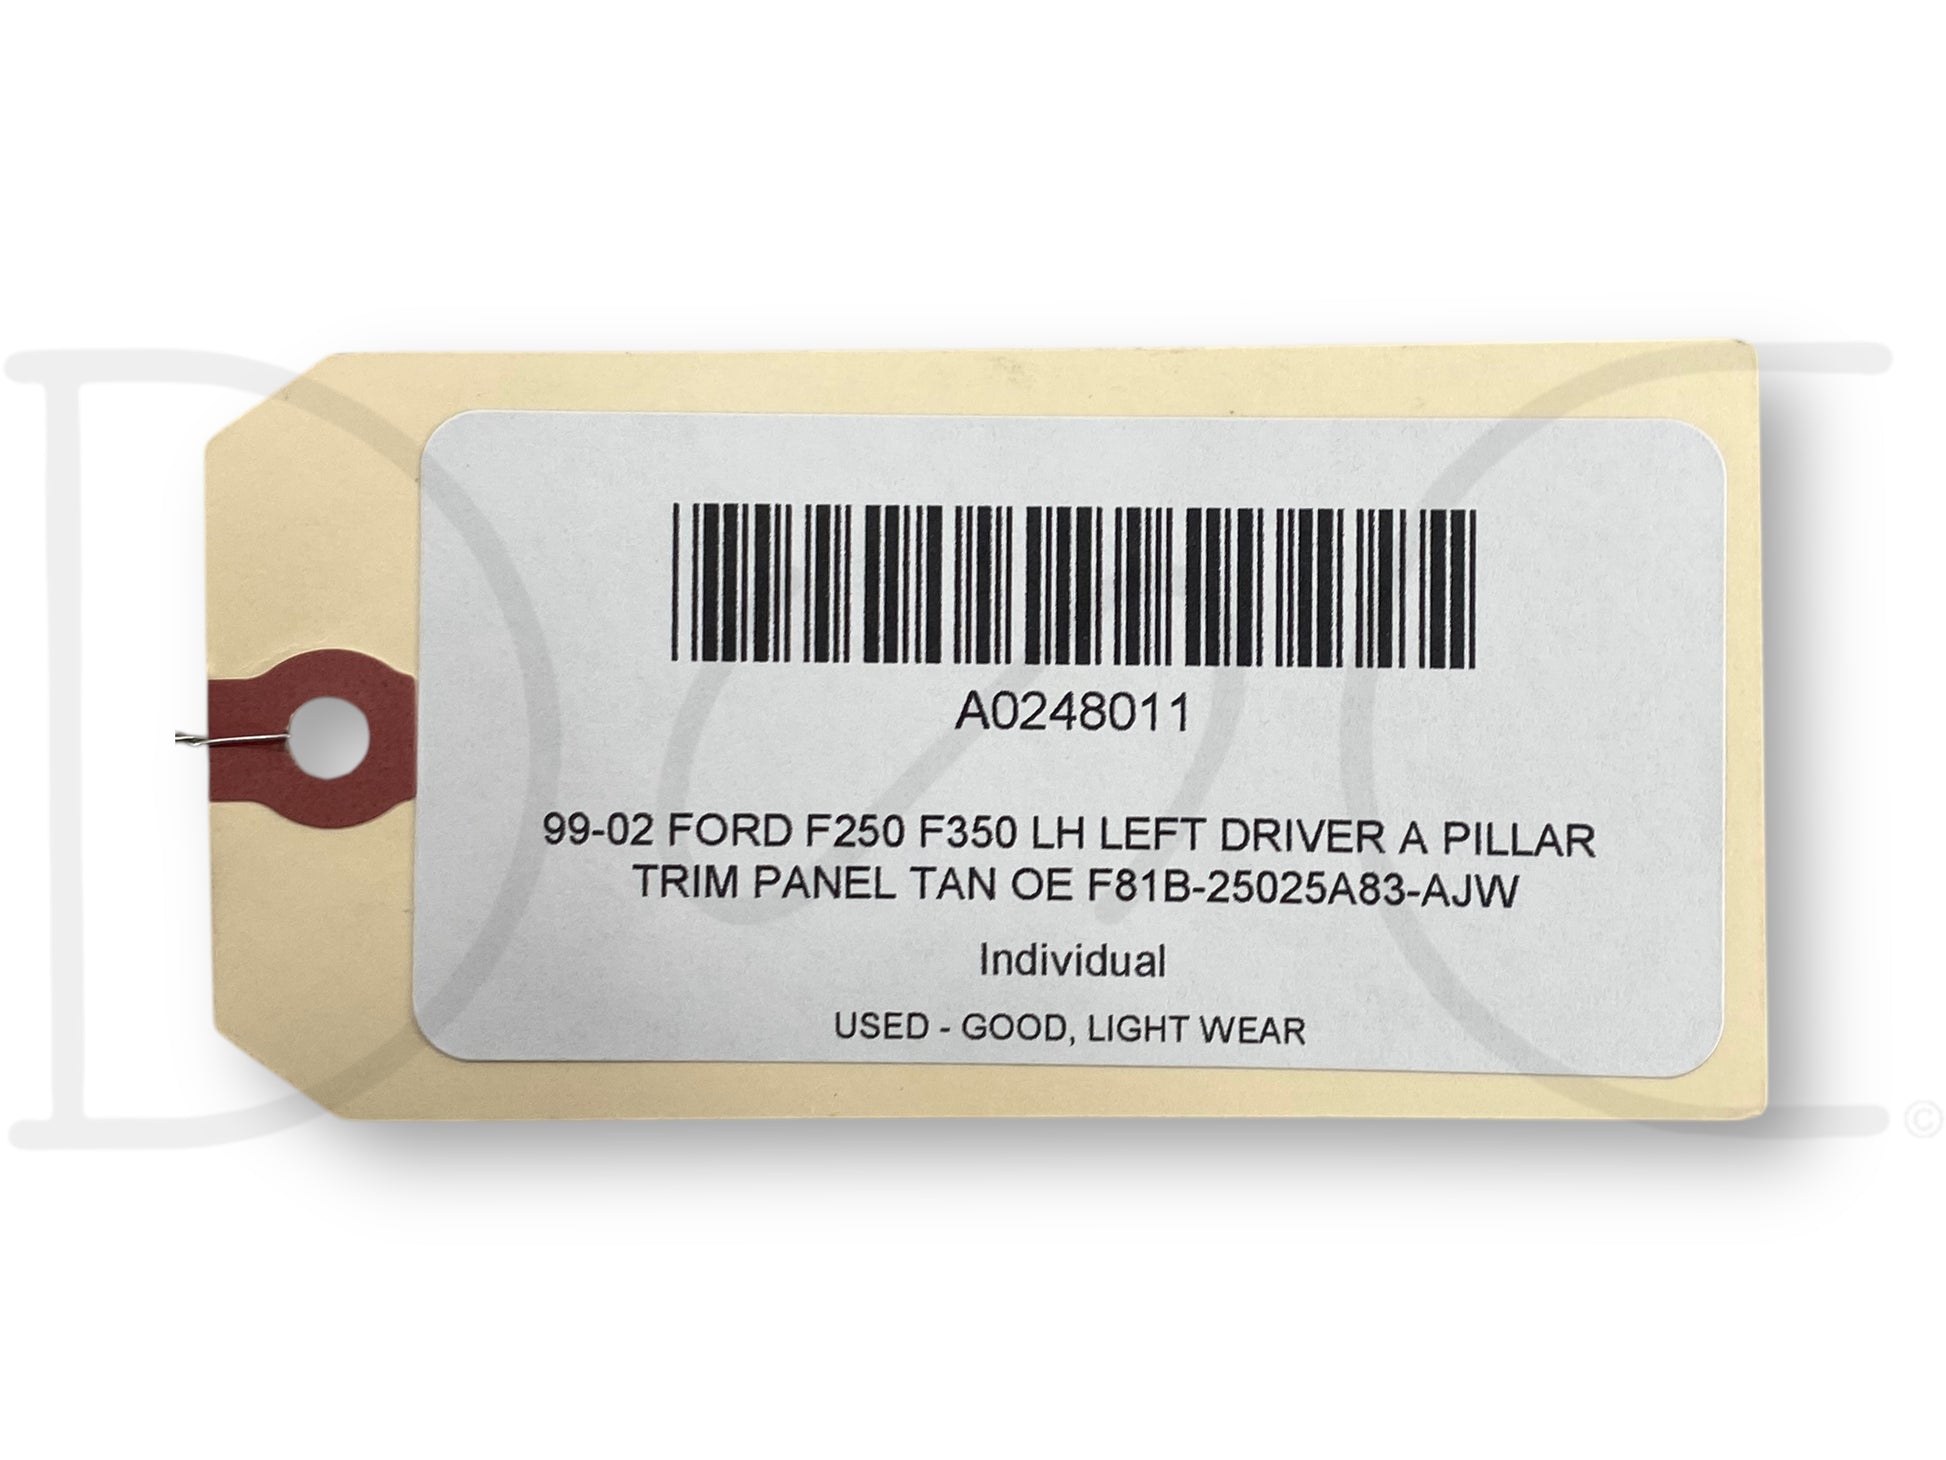 A0248011
99-02 FORD F250 F350 LH LEFT DRIVER A PILLAR
TRIM PANEL TAN OE F81B-25025A83-AJW
Individual
USED - GOOD, LIGHT WEAR
©